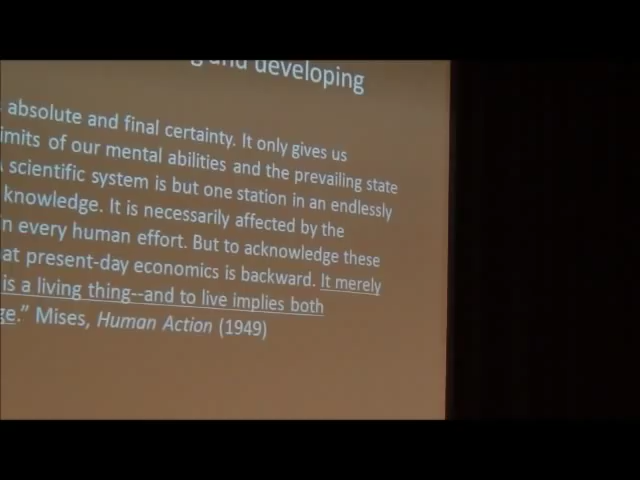 and developing
absolute and final certainty. It only gives us
imits of our mental abilities and the prevailing state
scientific system is but one station in an endlessly
knowledge. It is necessarily affected by the
n every human effort. But to acknowledge these
at present-day economics is backward. It merely
is a living thing--and to live implies both
ge.” Mises, Human Action (1949)